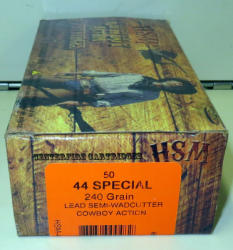 CENTERFIRE CARTRIDGES
HSM
50
44 SPECIAL
240 Grain
LEAD SEMI-WADCUTTER
COWBOY ACTION